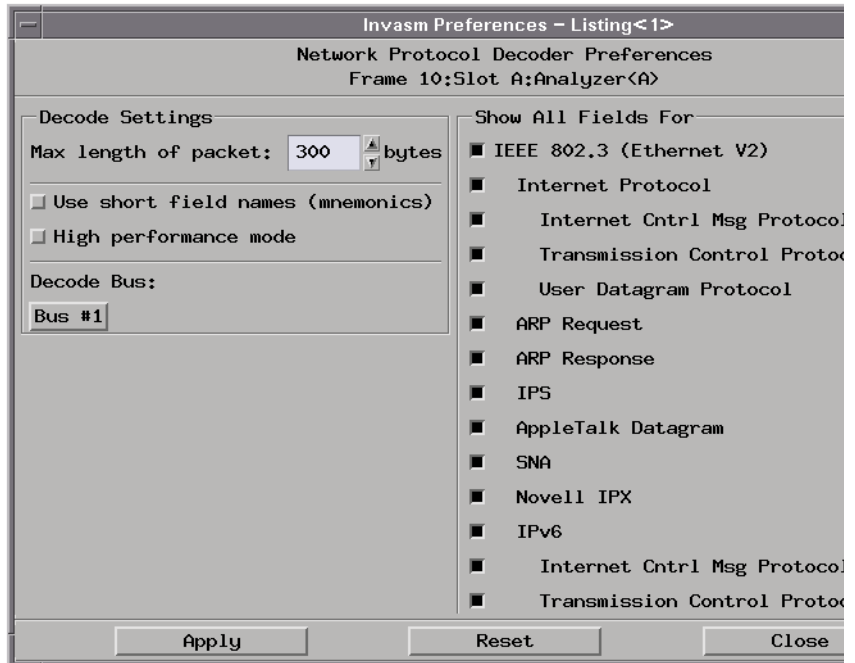 Invasm Preferences – Listing<1>
Network Protocol Decoder Preferences
Frame 10:Slot A:Analyzer<A>
Decode Settings
Max length of packet: 300 bytes
Use short field names (mnemonics)
High performance mode
Decode Bus:
Bus #1
Show All Fields For
IEEE 802.3 (Ethernet V2)
Internet Protocol
Internet Cntrl Msg Protocol
Transmission Control Protoc
User Datagram Protocol
ARP Request
ARP Response
IPS
AppleTalk Datagram
SNA
Novell IPX
IPv6
Internet Cntrl Msg Protocol
Transmission Control Protoc
Apply Reset Close